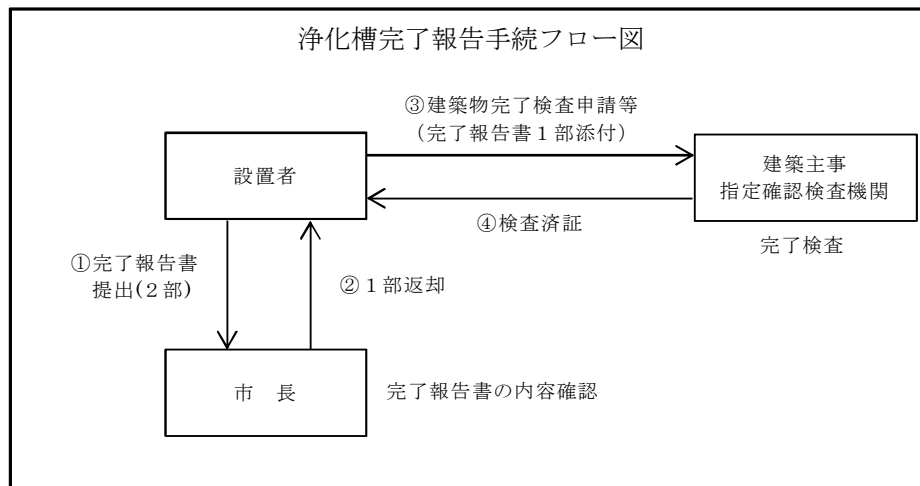 浄化槽完了報告手続フロー図
③建築物完了検査申請等
（完了報告書１部添付）
設置者
建築主事
指定確認検査機関
④検査済証
完了検査
①完了報告書
提出(２部)
②１部返却
市　長
完了報告書の内容確認